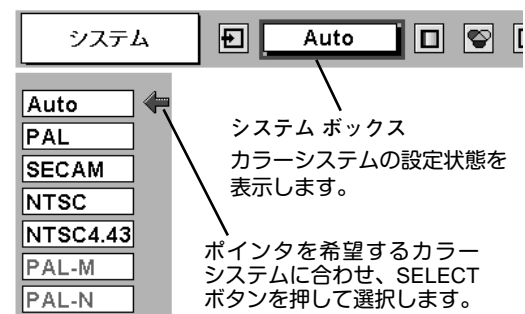 システム
Auto
Auto
PAL
SECAM
NTSC
NTSC4.43
PAL-M
PAL-N
システム ボックス
カラーシステムの設定状態を
表示します。
ポインタを希望するカラー
システムに合わせ、SELECT
ボタンを押して選択します。